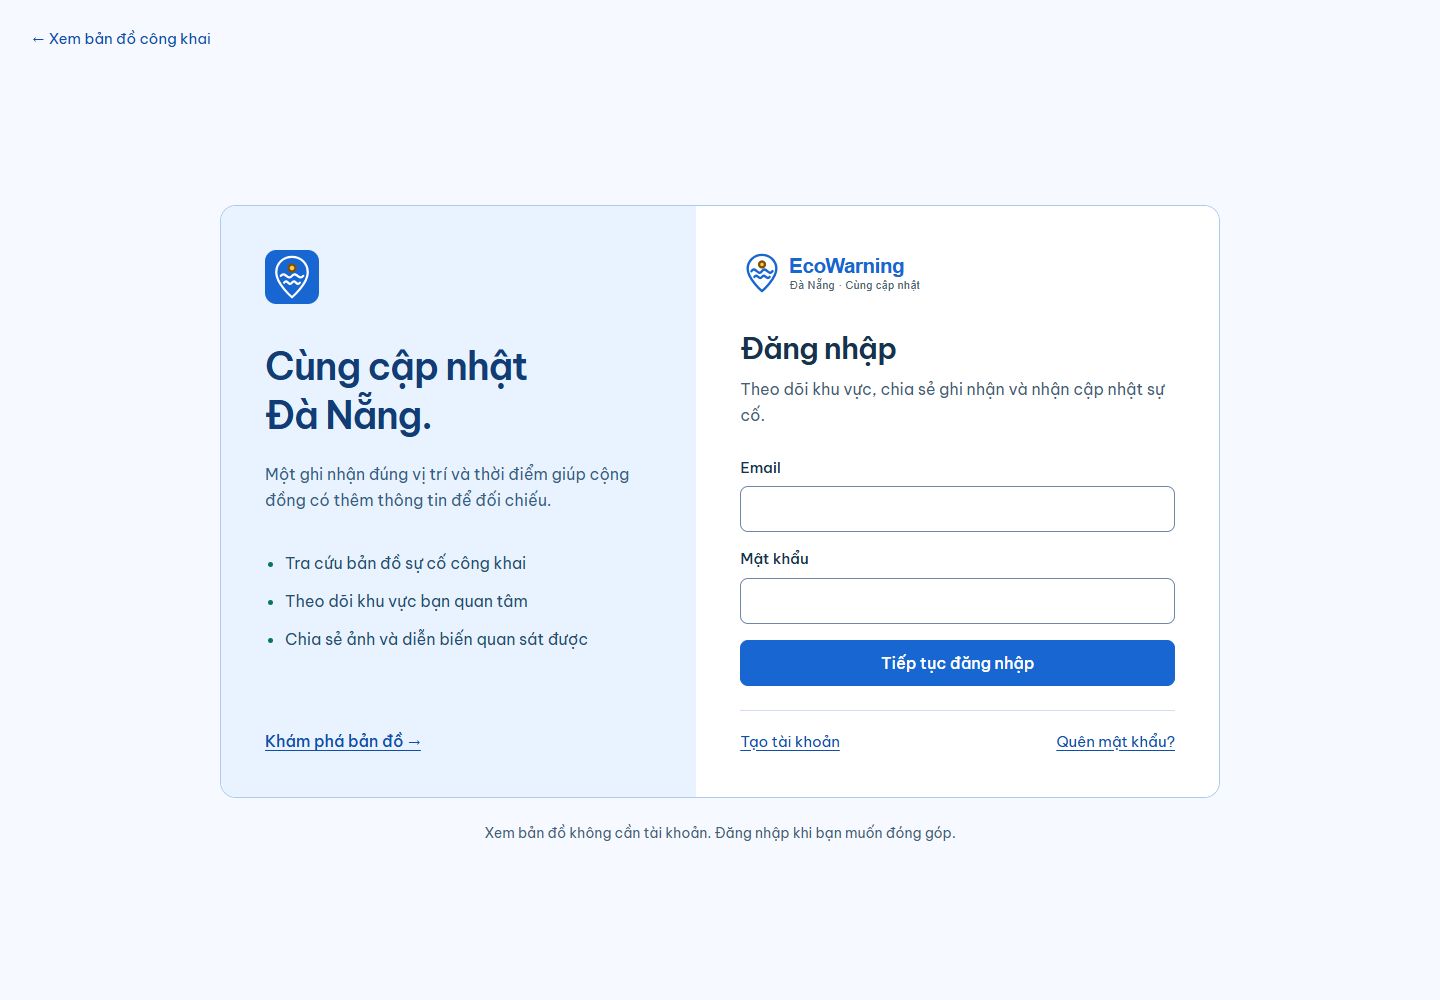 ← Xem bản đồ công khai
Cùng cập nhật
Đà Nẵng.
Một ghi nhận đúng vị trí và thời điểm giúp cộng
đồng có thêm thông tin để đối chiếu.
• Tra cứu bản đồ sự cố công khai
• Theo dõi khu vực bạn quan tâm
• Chia sẻ ảnh và diễn biến quan sát được
Khám phá bản đồ →
EcoWarning
Đà Nẵng · Cùng cập nhật
Đăng nhập
Theo dõi khu vực, chia sẻ ghi nhận và nhận cập nhật sự
cố.
Email
Mật khẩu
Tiếp tục đăng nhập
Tạo tài khoản
Quên mật khẩu?
Xem bản đồ không cần tài khoản. Đăng nhập khi bạn muốn đóng góp.